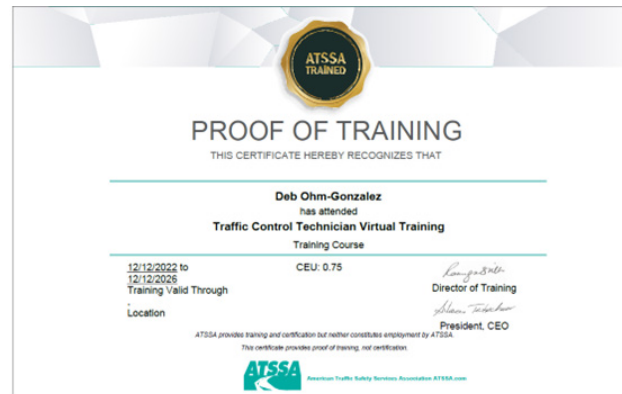 ATSSA
TRAINED
PROOF OF TRAINING
THIS CERTIFICATE HEREBY RECOGNIZES THAT
Deb Ohm-Gonzalez
has attended
Traffic Control Technician Virtual Training
Training Course
12/12/2022 to
12/12/2026
Training Valid Through
Location
CEU: 0.75
Director of Training
President, CEO
ATSSA provides training and certification but neither constitutes employment by ATSSA.
This certificate provides proof of training, not certification.
ATSSA
American Traffic Safety Services Association ATSSA.com